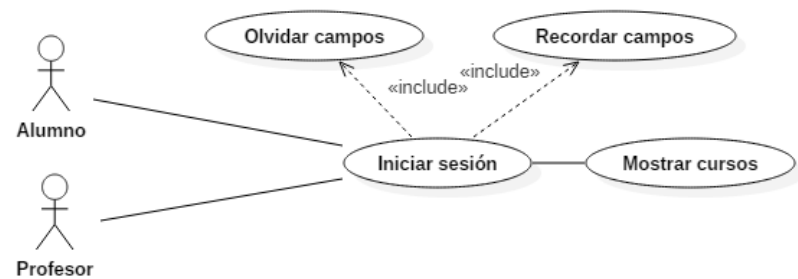 Olvidar campos
Recordar campos
«include»
«include»
Alumno
Iniciar sesión
Mostrar cursos
Profesor